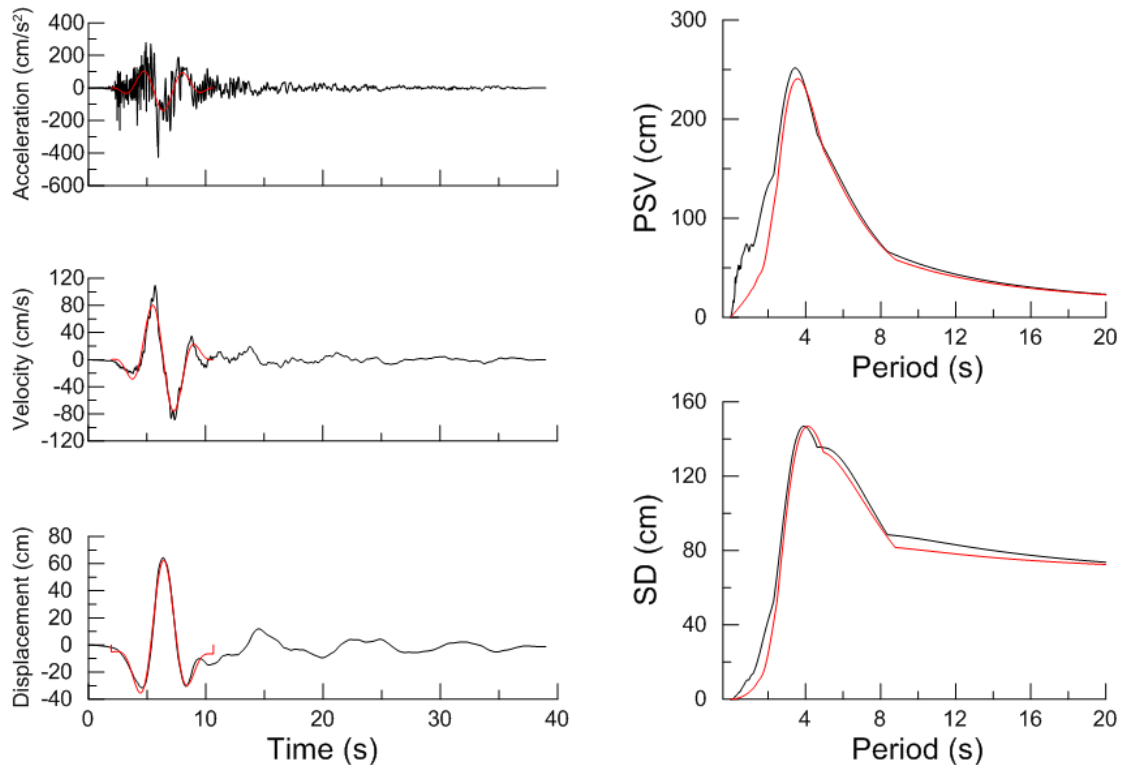 Acceleration (cm/s²)
400
200
0
-200
-400
-600
Velocity (cm/s)
120
80
40
0
-40
-80
-120
Displacement (cm)
80
60
40
20
0
-20
-40
0 10 20 30 40
Time (s)
PSV (cm)
300
200
100
0
4 8 12 16 20
Period (s)
SD (cm)
160
120
80
40
0
4 8 12 16 20
Period (s)